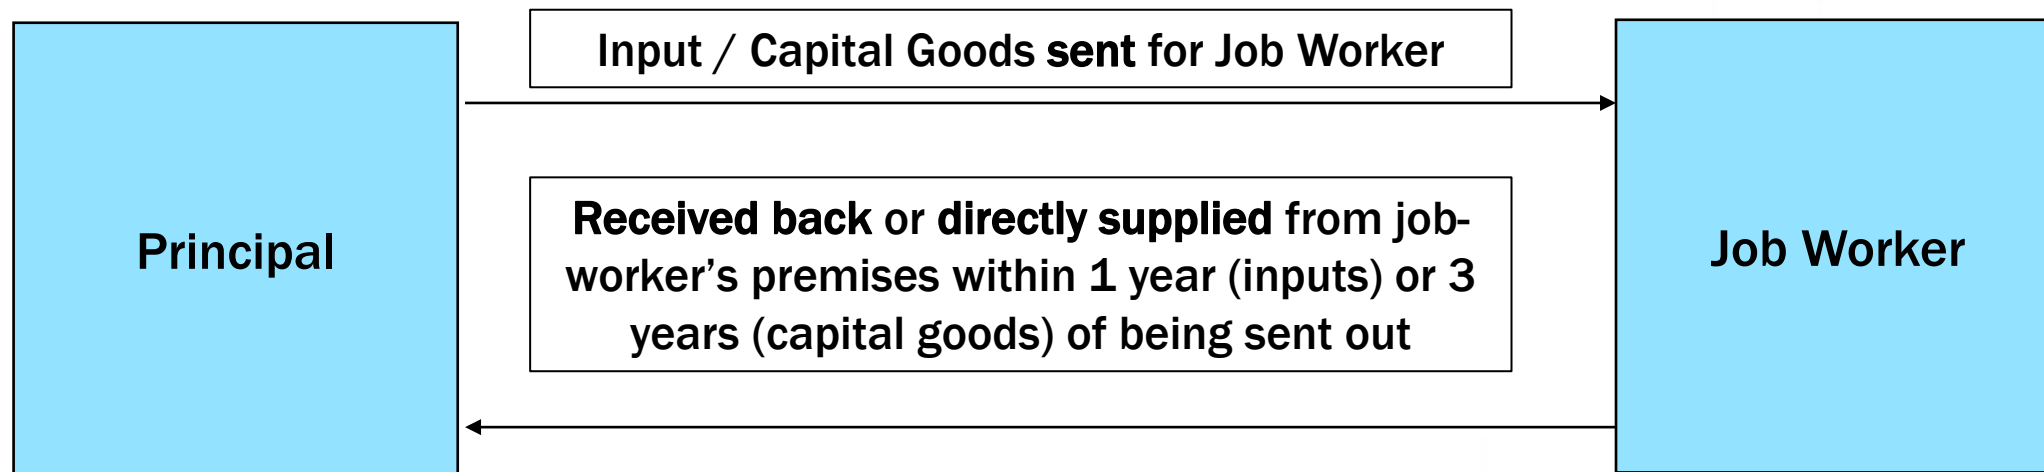 Input / Capital Goods sent for Job Worker
Principal
Received back or directly supplied from job-
worker’s premises within 1 year (inputs) or 3
years (capital goods) of being sent out
Job Worker